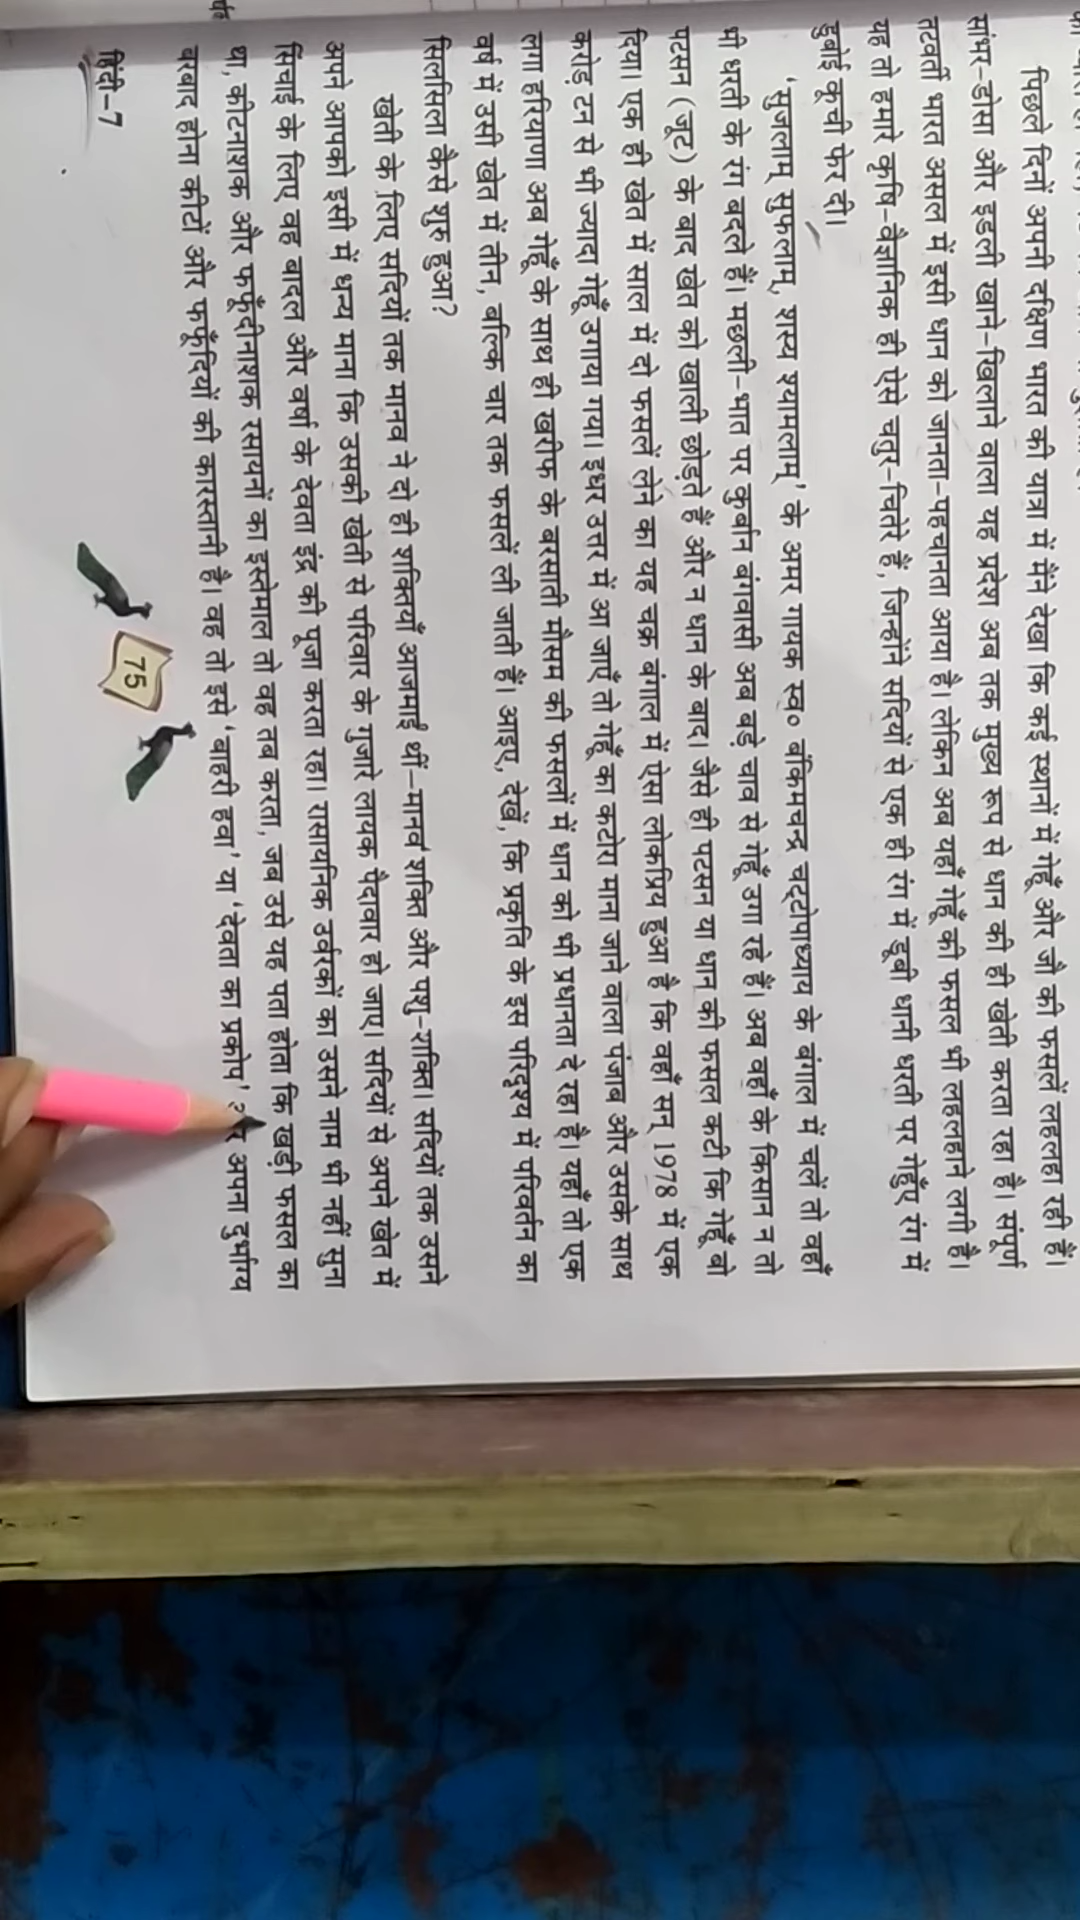 पिछले दिनों अपनी दक्षिण भारत की यात्रा में मैंने देखा कि कई स्थानों में गेहूँ और जौ की फसलें लहलहा रही हैं।
सांभर-डोसा और इडली खाने-खिलाने वाला यह प्रदेश अब तक मुख्य रूप से धान की ही खेती करता रहा है। संपूर्ण
तटवर्ती भारत असल में इसी धान को जानता-पहचानता आया है। लेकिन अब यहाँ गेहूँ की फसल भी लहलहाने लगी है।
यह तो हमारे कृषि-वैज्ञानिक ही ऐसे चतुर-चितेरे हैं, जिन्होंने सदियों से एक ही रंग में डूबी धानी धरती पर गेहुँए रंग में
डुबोई कूची फेर दी।
'सुजलाम् सुफलाम्, शस्य श्यामलाम्' के अमर गायक स्व० बंकिमचन्द्र चट्टोपाध्याय के बंगाल में चलें तो वहाँ
भी धरती के रंग बदले हैं। मछली-भात पर कुर्बान बंगवासी अब बड़े चाव से गेहूँ उगा रहे हैं। अब वहाँ के किसान न तो
पटसन (जूट) के बाद खेत को खाली छोड़ते हैं और न धान के बाद। जैसे ही पटसन या धान की फसल कटी कि गेहूँ बो
दिया। एक ही खेत में साल में दो फसलें लेने का यह चक्र बंगाल में ऐसा लोकप्रिय हुआ है कि वहाँ सन् 1978 में एक
करोड़ टन से भी ज्यादा गेहूँ उगाया गया। इधर उत्तर में आ जाएँ तो गेहूँ का कटोरा माना जाने वाला पंजाब और उसके साथ
लगा हरियाणा अब गेहूँ के साथ ही खरीफ के बरसाती मौसम की फसलों में धान को भी प्रधानता दे रहा है। यहाँ तो एक
वर्ष में उसी खेत में तीन, बल्कि चार तक फसलें ली जाती हैं। आइए, देखें, कि प्रकृति के इस परिदृश्य में परिवर्तन का
सिलसिला कैसे शुरु हुआ?
खेती के लिए सदियों तक मानव ने दो ही शक्तियाँ आजमाईं थीं-मानव शक्ति और पशु-शक्ति। सदियों तक उसने
अपने आपको इसी में धन्य माना कि उसकी खेती से परिवार के गुजारे लायक पैदावार हो जाए। सदियों से अपने खेत में
सिंचाई के लिए वह बादल और वर्षा के देवता इंद्र की पूजा करता रहा। रासायनिक उर्वरकों का उसने नाम भी नहीं सुना
था, कीटनाशक और फफूँदीनाशक रसायनों का इस्तेमाल तो वह तब करता, जब उसे यह पता होता कि खड़ी फसल का
बरबाद होना कीटों और फफूँदियों की कारस्तानी है। वह तो इसे 'बाहरी हवा' या 'देवता का प्रकोप' अपना दुर्भाग्य
हिंदी-7
75